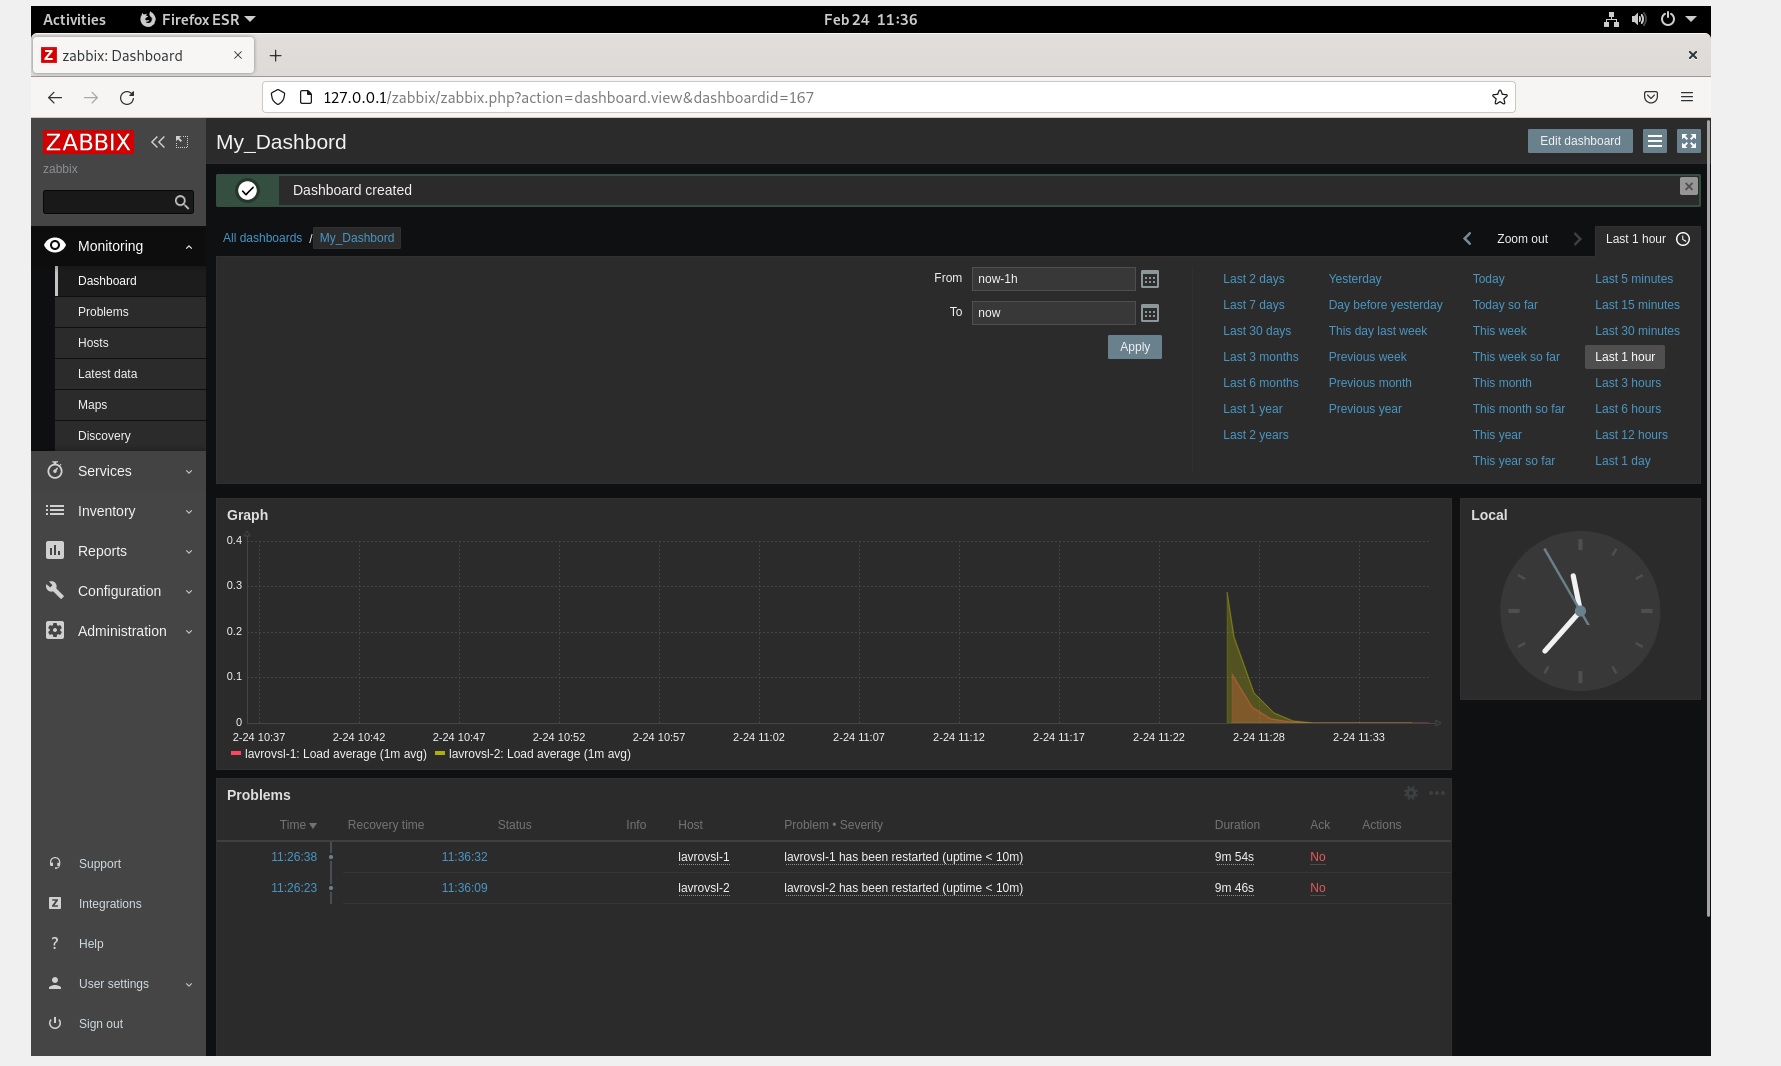 Activities Firefox ESR Feb 24 11:36
zabbix: Dashboard
127.0.0.1/zabbix/zabbix.php?action=dashboard.view&dashboardid=167
ZABBIX
zabbix
My_Dashbord
Edit dashboard
Dashboard created
All dashboards / My_Dashbord
Zoom out
Last 1 hour
Monitoring
Dashboard
Problems
Hosts
Latest data
Maps
Discovery
Services
Inventory
Reports
Configuration
Administration
Support
Integrations
? Help
User settings
Sign out
From now-1h
To now
Apply
Last 2 days Yesterday Today Last 5 minutes
Last 7 days Day before yesterday Today so far Last 15 minutes
Last 30 days This day last week This week Last 30 minutes
Last 3 months Previous week This week so far Last 1 hour
Last 6 months Previous month This month Last 3 hours
Last 1 year Previous year This month so far Last 6 hours
Last 2 years This year Last 12 hours
This year so far Last 1 day
Graph
0.4
0.3
0.2
0.1
0
2-24 10:37 2-24 10:42 2-24 10:47 2-24 10:52 2-24 10:57 2-24 11:02 2-24 11:07 2-24 11:12 2-24 11:17 2-24 11:22 2-24 11:28 2-24 11:33
lavrovsl-1: Load average (1m avg) lavrovsl-2: Load average (1m avg)
Local
Problems
Time Recovery time Status Info Host Problem • Severity Duration Ack Actions
11:26:38 11:36:32 lavrovsl-1 lavrovsl-1 has been restarted (uptime < 10m) 9m 54s No
11:26:23 11:36:09 lavrovsl-2 lavrovsl-2 has been restarted (uptime < 10m) 9m 46s No